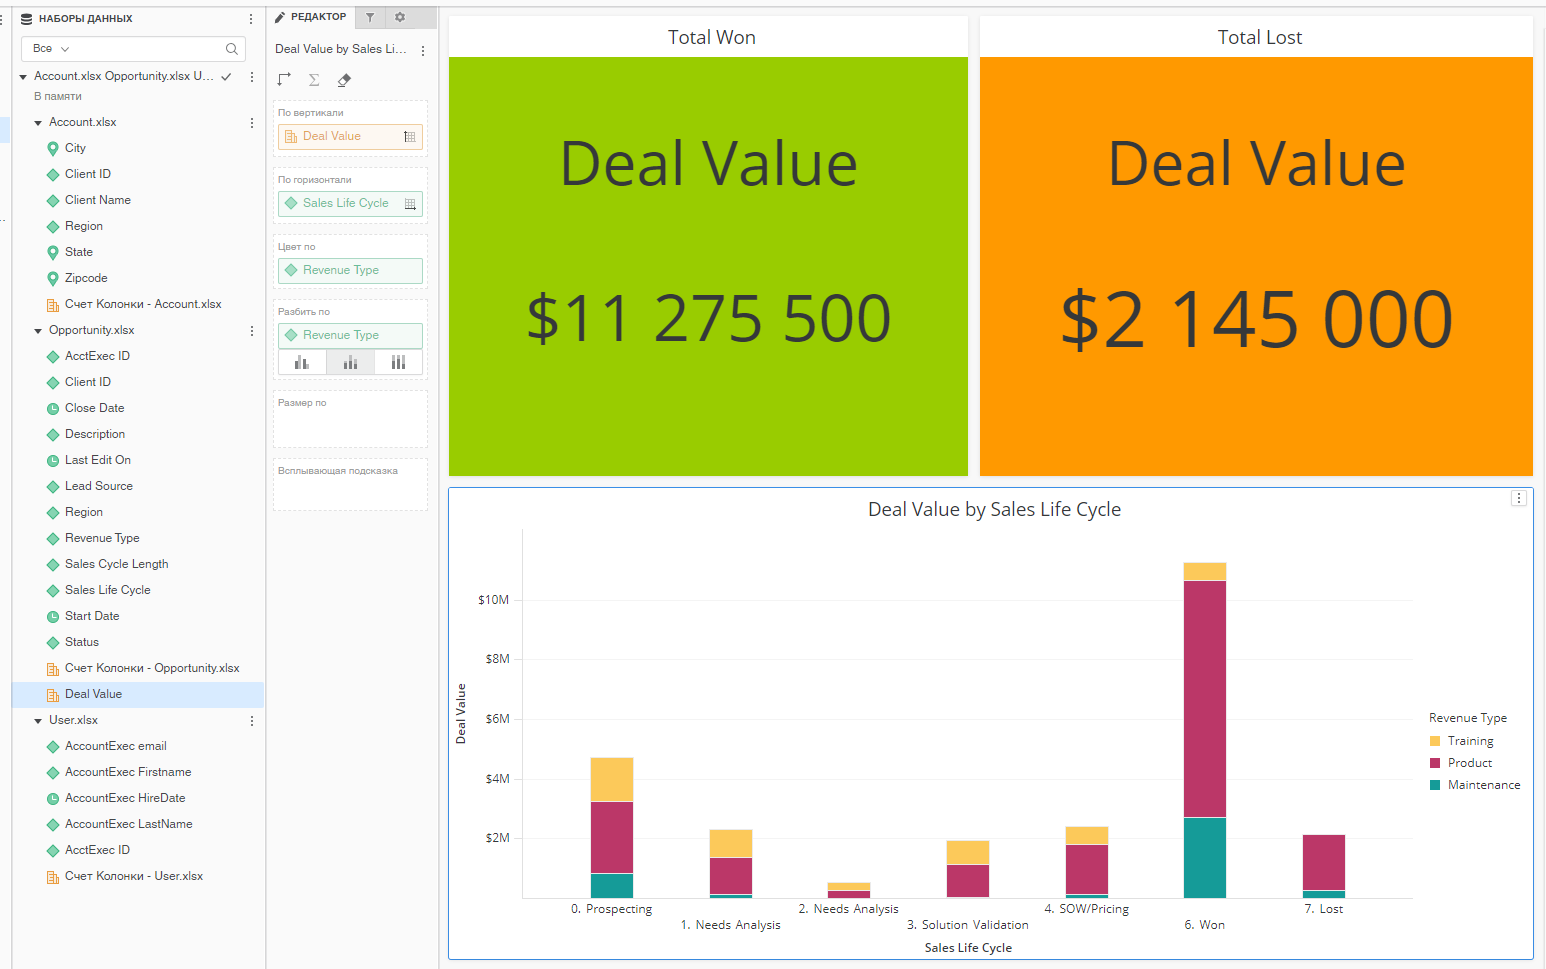 НАБОРЫ ДАННЫХ
Все
Account.xlsx Opportunity.xlsx U...
В памяти
Account.xlsx
City
Client ID
Client Name
Region
State
Zipcode
Счет Колонки - Account.xlsx
Opportunity.xlsx
AcctExec ID
Client ID
Close Date
Description
Last Edit On
Lead Source
Region
Revenue Type
Sales Cycle Length
Sales Life Cycle
Start Date
Status
Счет Колонки - Opportunity.xlsx
Deal Value
User.xlsx
AccountExec email
AccountExec Firstname
AccountExec HireDate
AccountExec LastName
AcctExec ID
Счет Колонки - User.xlsx
РЕДАКТОР
Deal Value by Sales Li...
По вертикали
Deal Value
По горизонтали
Sales Life Cycle
Цвет по
Revenue Type
Разбить по
Revenue Type
Размер по
Всплывающая подсказка
Total Won
Deal Value
$11 275 500
Total Lost
Deal Value
$2 145 000
Deal Value by Sales Life Cycle
Deal Value
$10M
$8M
$6M
$4M
$2M
0. Prospecting
1. Needs Analysis
2. Needs Analysis
3. Solution Validation
4. SOW/Pricing
6. Won
7. Lost
Sales Life Cycle
Revenue Type
Training
Product
Maintenance